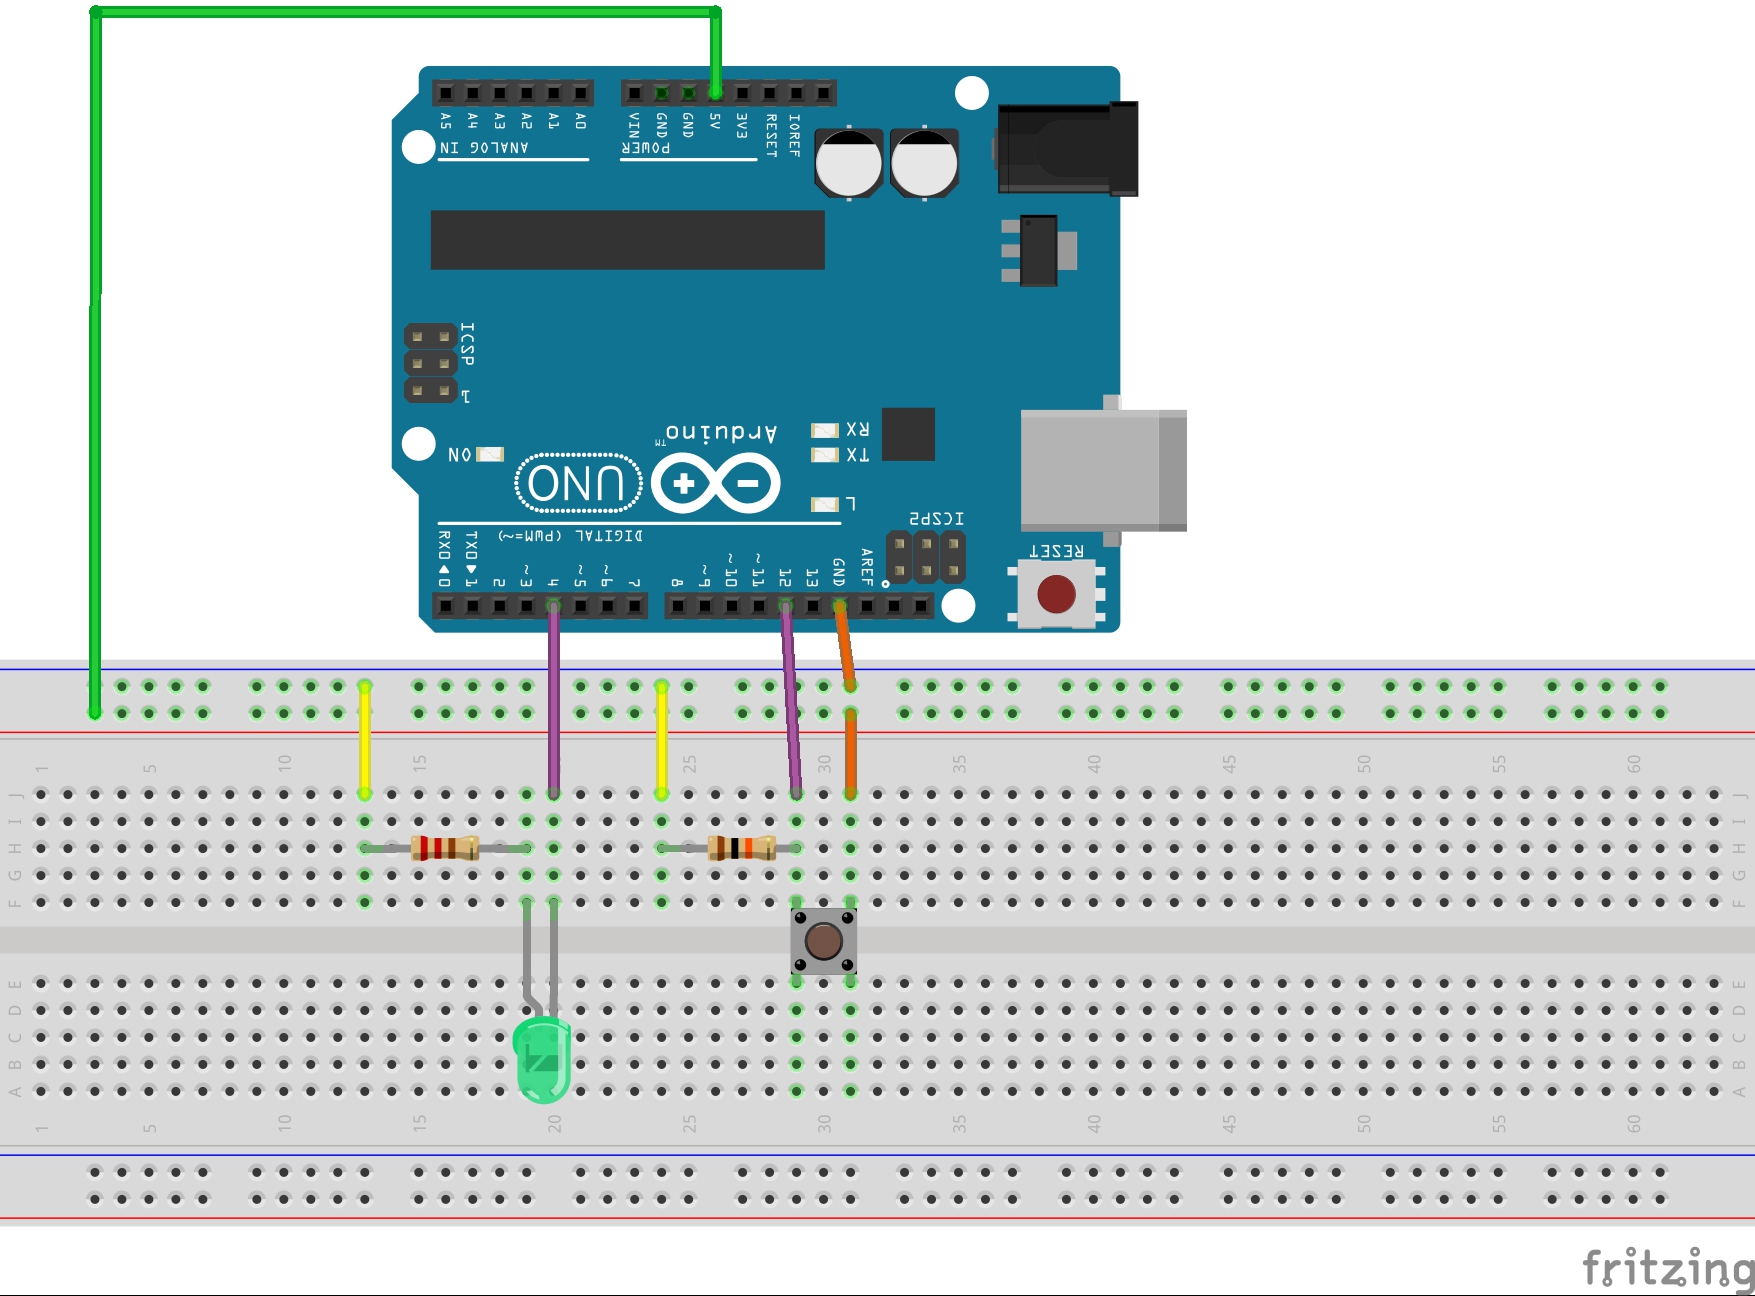 A5 A4 A3 A2 A1 A0
VIN GND GND 5V 3V3 RESET IOREF
ANALOG IN
POWER
ICSP
1
Arduino™
RX
TX
ON
UNO
L
ICSP2
DIGITAL (PWM=~)
RESET
RX0 TX0
0 1 2 ~3 4 ~5 ~6 7 8 ~9 ~10 ~11 12 13 GND AREF
1 5 10 15 20 25 30 35 40 45 50 55 60
J J
I I
H H
G G
F F
E E
D D
C C
B B
A A
1 5 10 15 20 25 30 35 40 45 50 55 60
fritzing